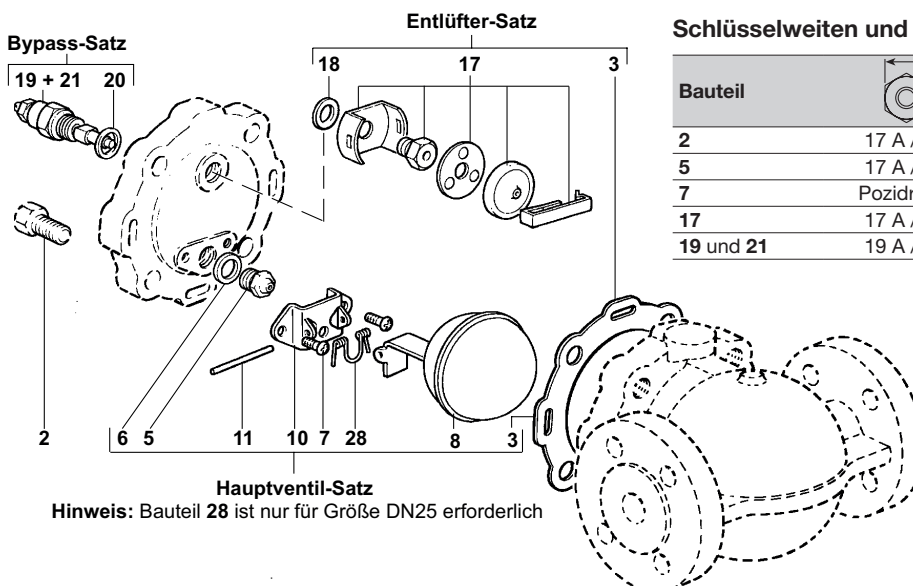 Entlüfter-Satz
Bypass-Satz
19 + 21 20
18 17 3
2
6 5 11 10 7 28 8 3
Hauptventil-Satz
Hinweis: Bauteil 28 ist nur für Größe DN25 erforderlich
Schlüsselweiten und
Bauteil
2 17 A
5 17 A
7
17 17 A
19 und 21 19 A